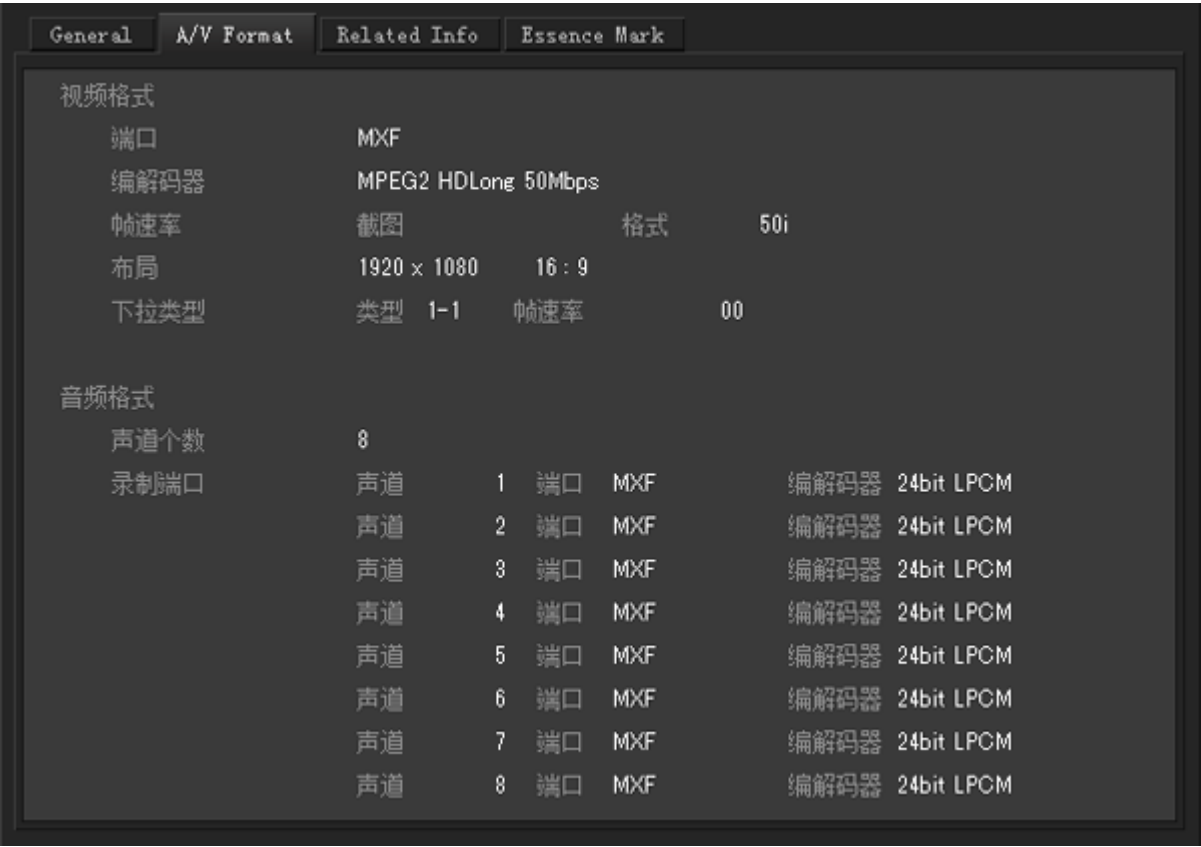 General A/V Format Related Info Essence Mark
视频格式
端口 MXF
编解码器 MPEG2 HDLong 50Mbps
帧速率 截图 格式 50i
布局 1920 x 1080 16 : 9
下拉类型 类型 1-1 帧速率 00
音频格式
声道个数 8
录制端口 声道 1 端口 MXF 编解码器 24bit LPCM
声道 2 端口 MXF 编解码器 24bit LPCM
声道 3 端口 MXF 编解码器 24bit LPCM
声道 4 端口 MXF 编解码器 24bit LPCM
声道 5 端口 MXF 编解码器 24bit LPCM
声道 6 端口 MXF 编解码器 24bit LPCM
声道 7 端口 MXF 编解码器 24bit LPCM
声道 8 端口 MXF 编解码器 24bit LPCM